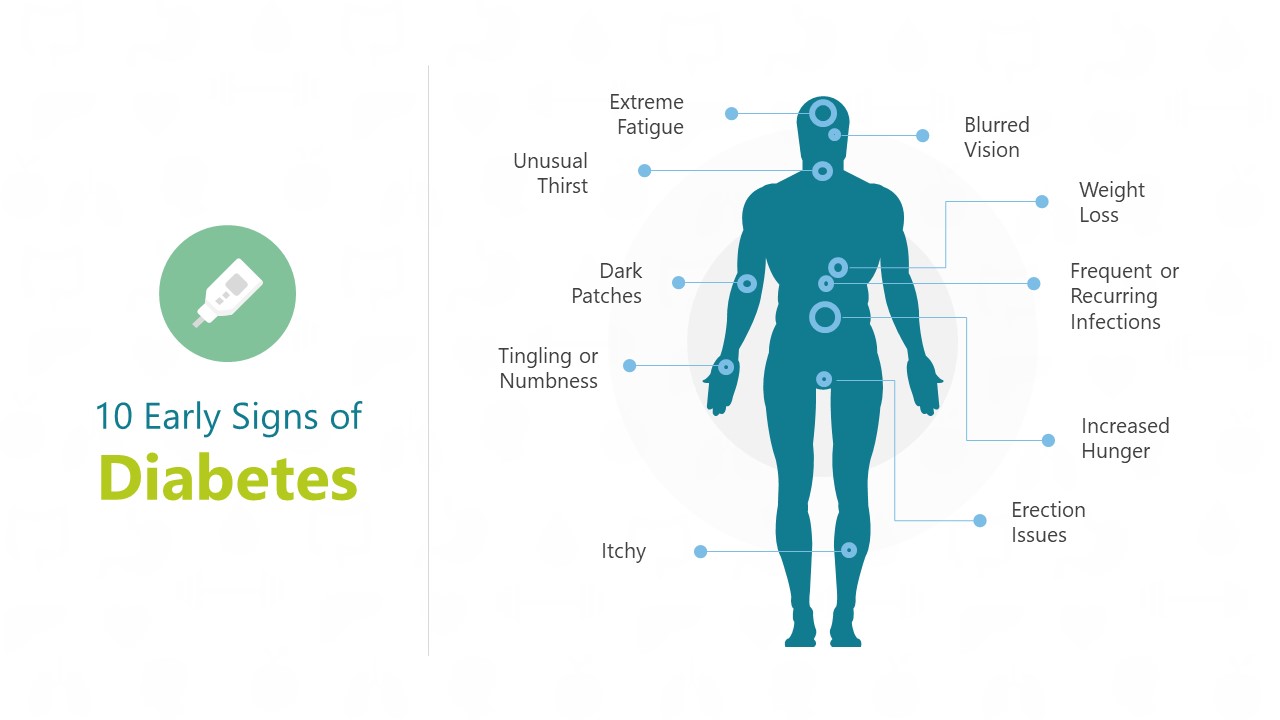 10 Early Signs of
Diabetes
Extreme
Fatigue
Unusual
Thirst
Dark
Patches
Tingling or
Numbness
Itchy
Blurred
Vision
Weight
Loss
Frequent or
Recurring
Infections
Increased
Hunger
Erection
Issues